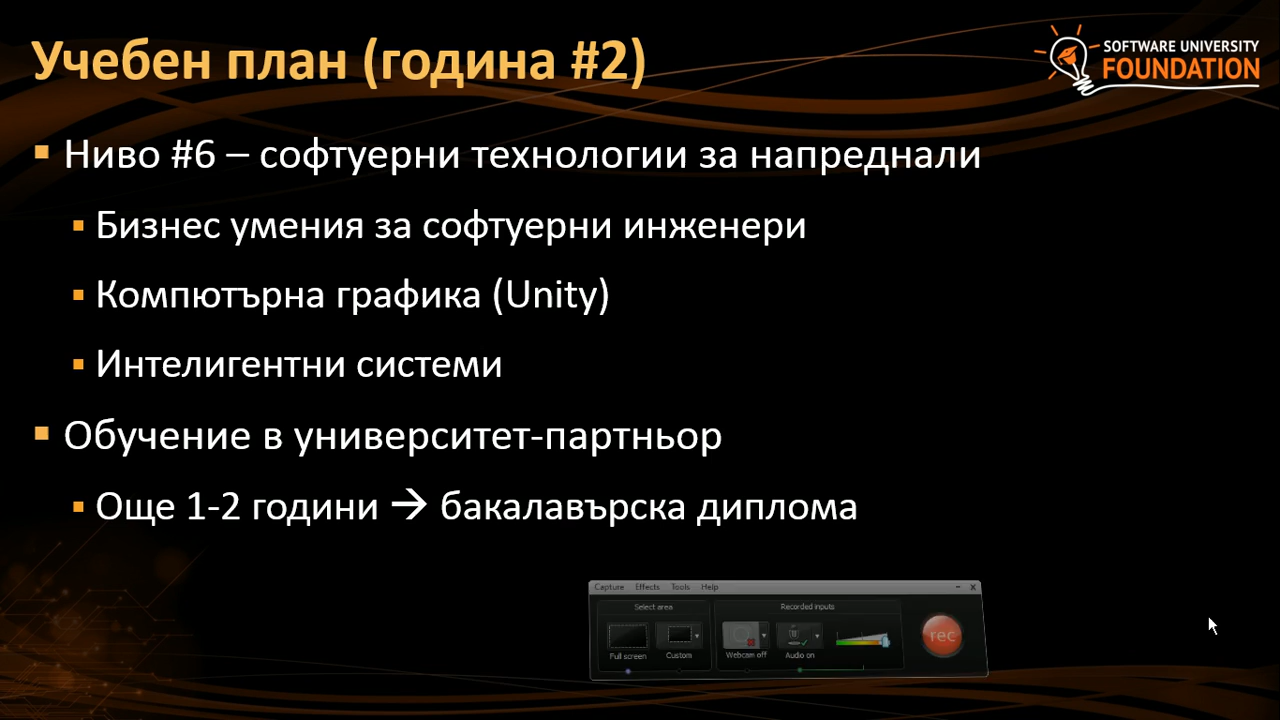 Учебен план (година #2)
SOFTWARE UNIVERSITY
FOUNDATION
Ниво #6 – софтуерни технологии за напреднали
Бизнес умения за софтуерни инженери
Компютърна графика (Unity)
Интелигентни системи
Обучение в университет-партньор
Още 1-2 години → бакалавърска диплома
Capture Effects Tools Help
Select area Recorded inputs
rec
Full screen Custom Webcam off Audio on